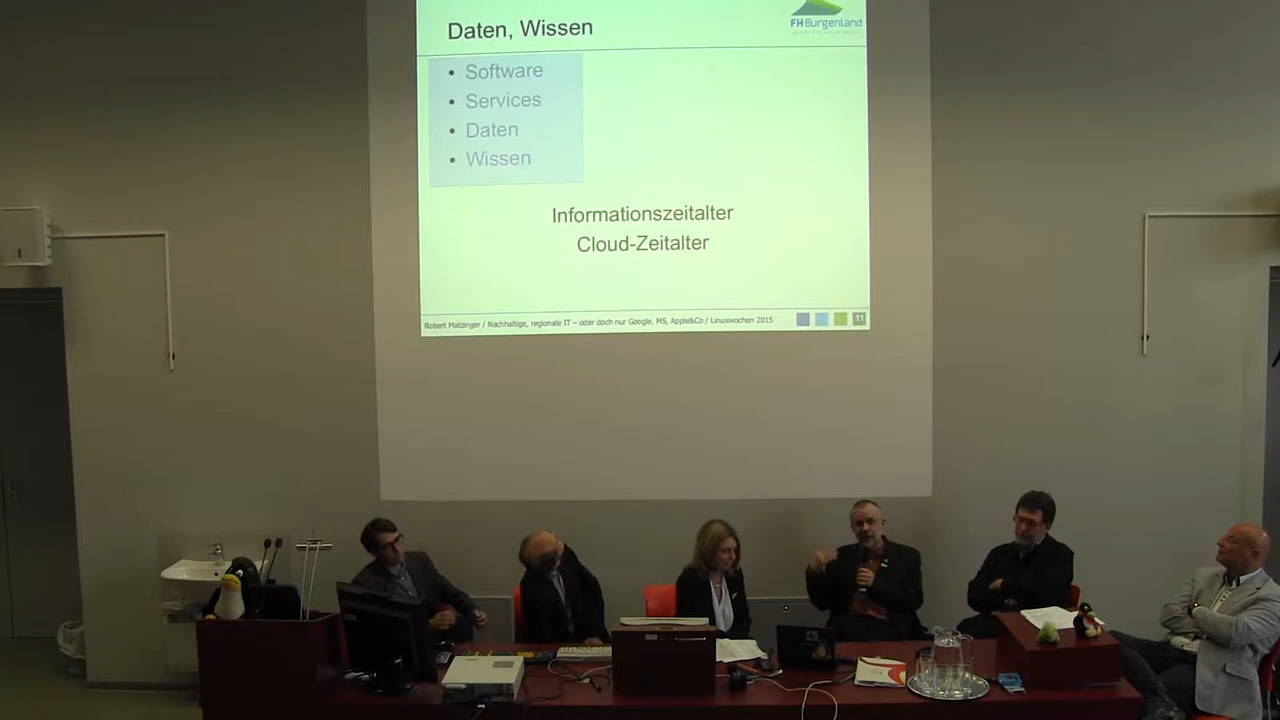 Daten, Wissen
FH Burgenland
• Software
• Services
• Daten
• Wissen
Informationszeitalter
Cloud-Zeitalter
Robert Matzinger / Nachhaltige, regionale IT – oder doch nur Google, MS, Apple&Co / Linuxwochen 2015
11